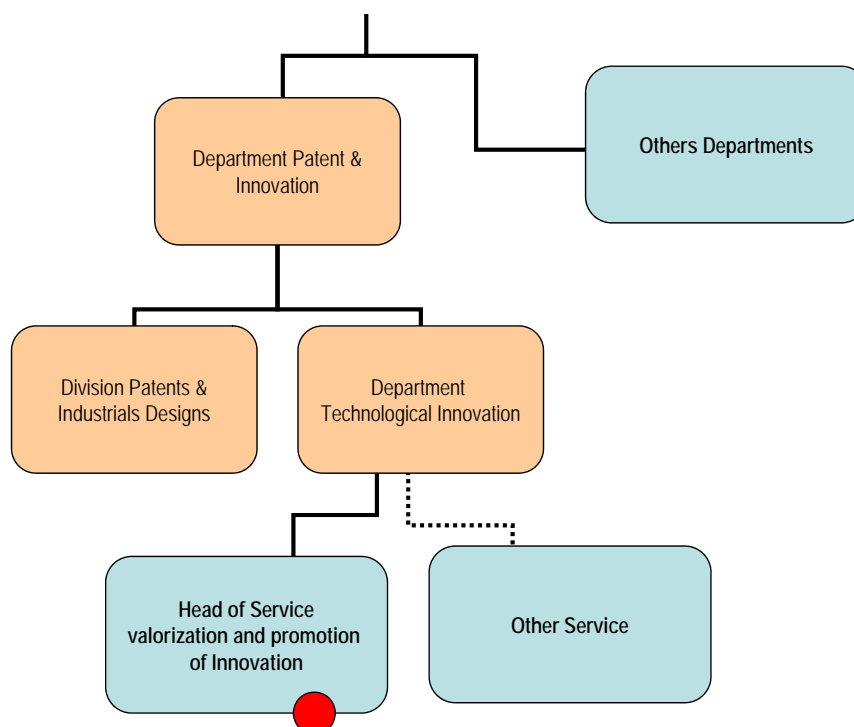 Department Patent &
Innovation
Others Departments
Division Patents &
Industrials Designs
Department
Technological Innovation
Head of Service
valorization and promotion
of Innovation
Other Service